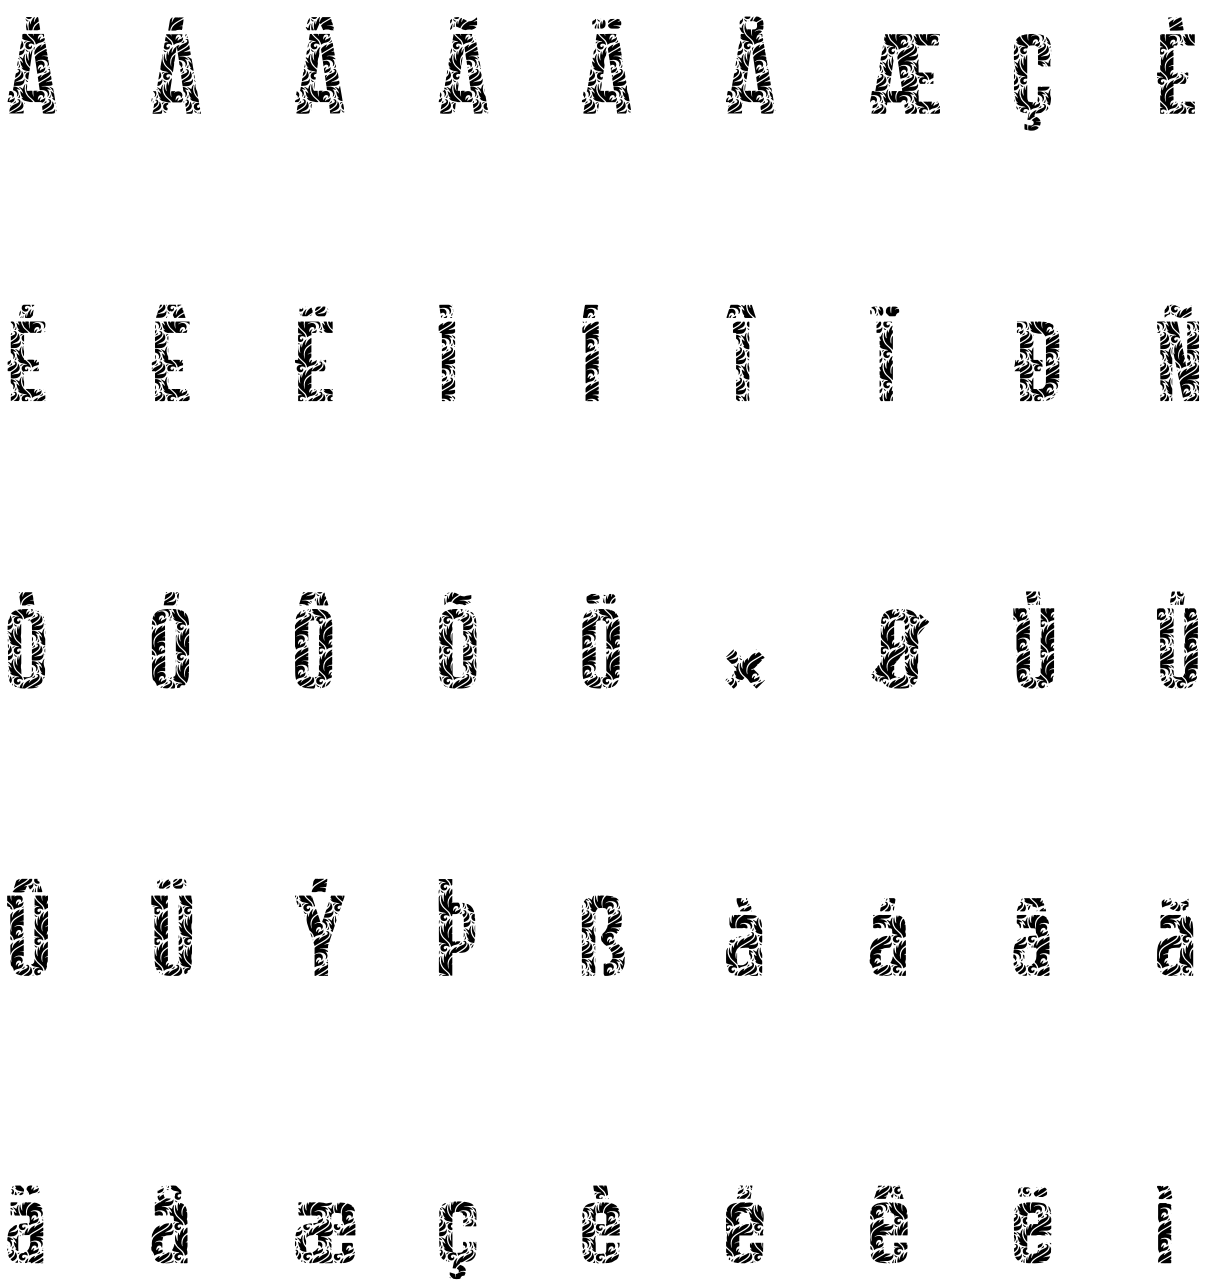 À Á Â Ã Ä Å Æ Ç È
É Ê Ë Ì Í Î Ï Ð Ñ
Ò Ó Ô Õ Ö × Ø Ù Ú
Û Ü Ý Þ ß à á â ã
ä å æ ç è é ê ë ì